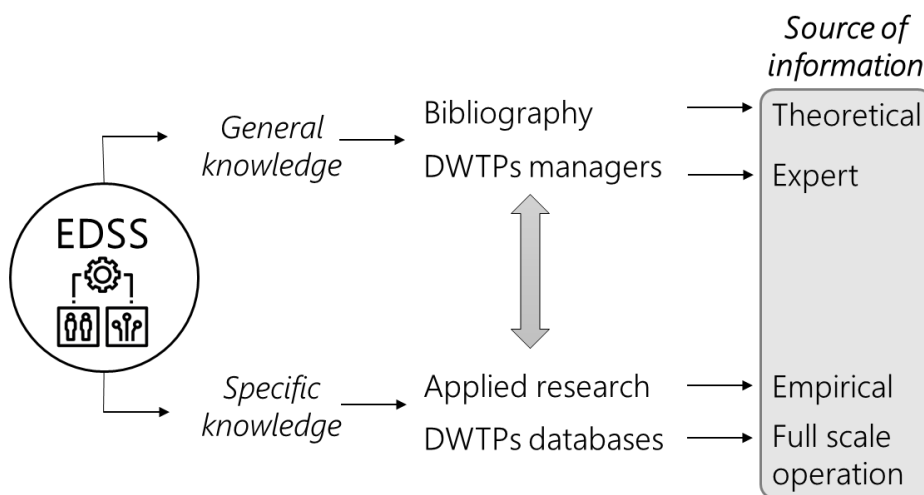 Source of
information
General
knowledge
Bibliography
DWTPs managers
Theoretical
Expert
EDSS
Specific
knowledge
Applied research
DWTPs databases
Empirical
Full scale
operation